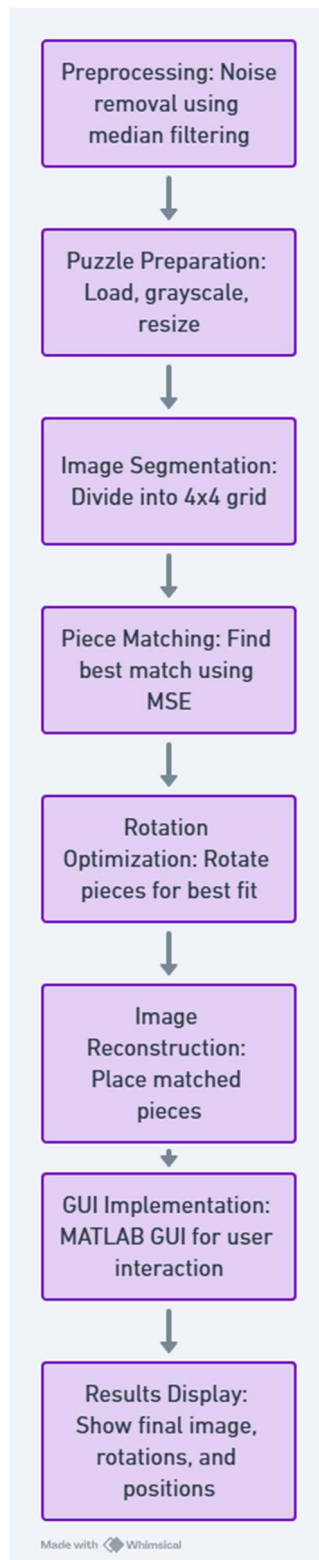 Preprocessing: Noise
removal using
median filtering
Puzzle Preparation:
Load, grayscale,
resize
Image Segmentation:
Divide into 4x4 grid
Piece Matching: Find
best match using
MSE
Rotation
Optimization: Rotate
pieces for best fit
Image
Reconstruction:
Place matched
pieces
GUI Implementation:
MATLAB GUI for user
interaction
Results Display:
Show final image,
rotations, and
positions
Made with Whimsical